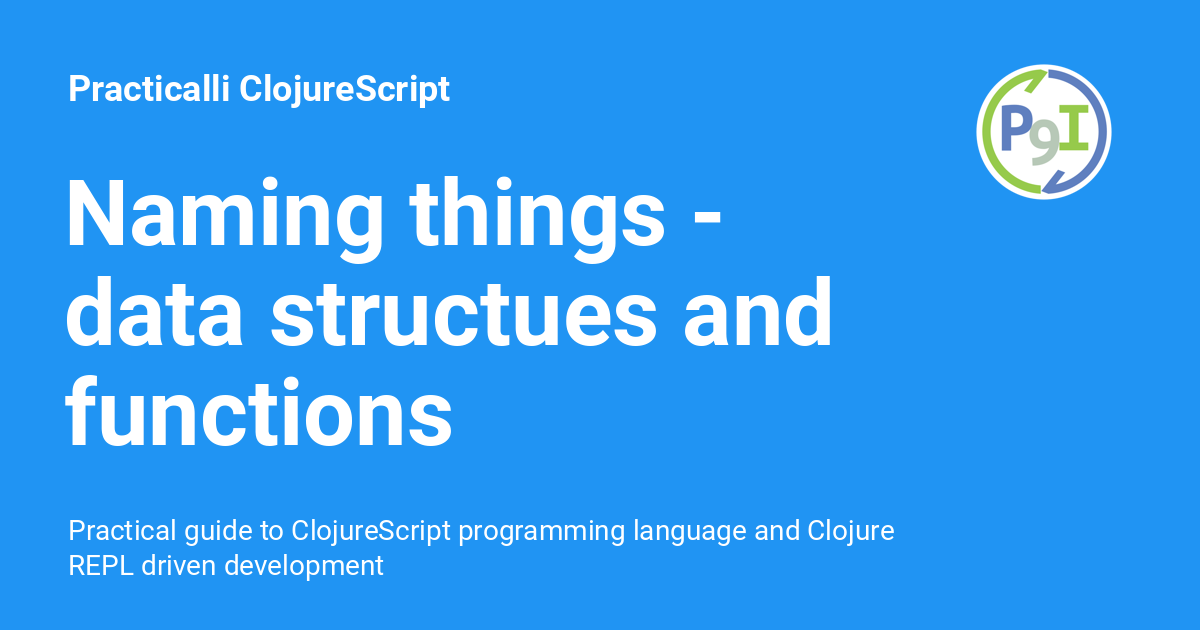 Practicalli ClojureScript
P9I
Naming things -
data structues and
functions
Practical guide to ClojureScript programming language and Clojure
REPL driven development